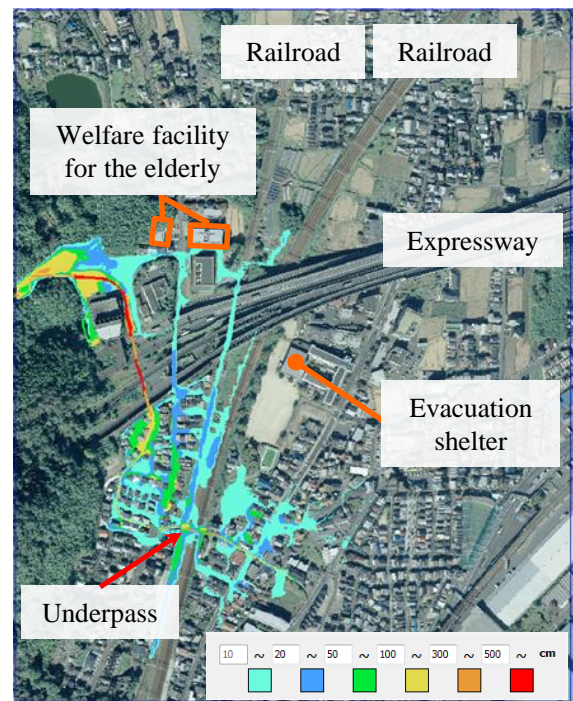 Railroad
Railroad
Welfare facility
for the elderly
Expressway
Evacuation
shelter
Underpass
10 ~ 20 ~ 50 ~ 100 ~ 300 ~ 500 ~ cm